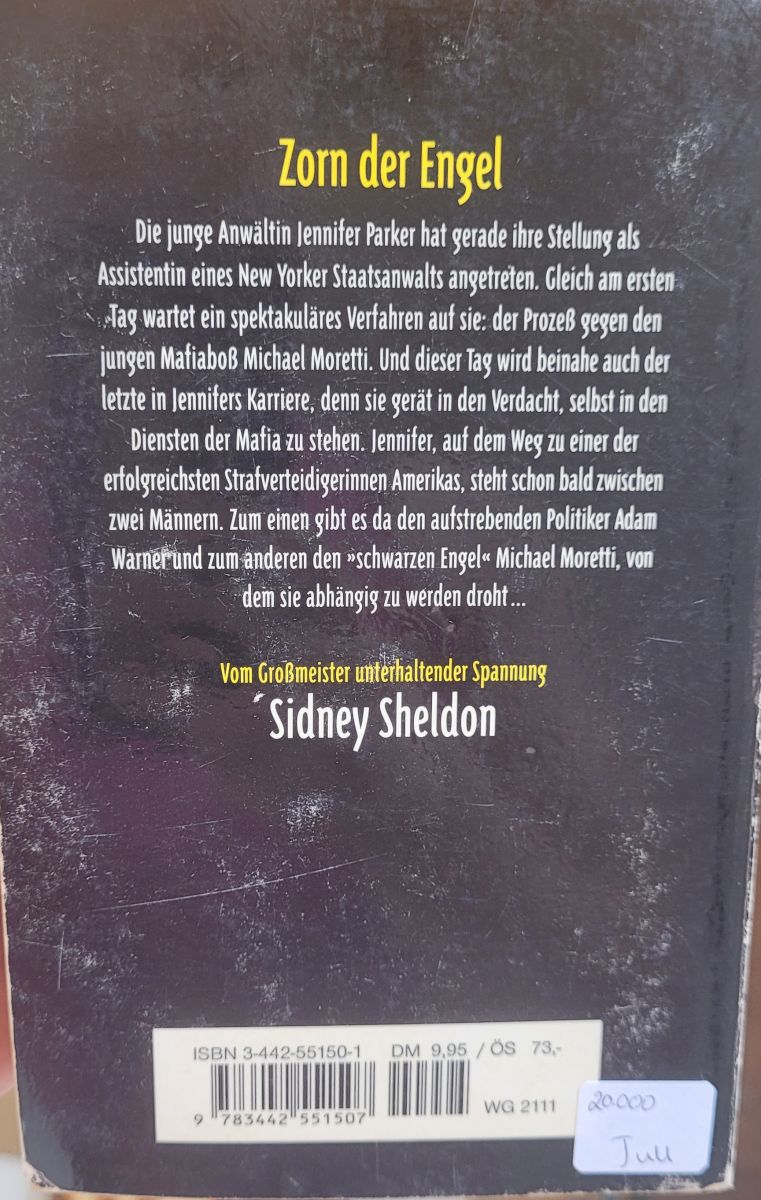 Zorn der Engel
Die junge Anwältin Jennifer Parker hat gerade ihre Stellung als
Assistentin eines New Yorker Staatsanwalts angetreten. Gleich am ersten
Tag wartet ein spektakuläres Verfahren auf sie: der Prozeß gegen den
jungen Mafiaboß Michael Moretti. Und dieser Tag wird beinahe auch der
letzte in Jennifers Karriere, denn sie gerät in den Verdacht, selbst in den
Diensten der Mafia zu stehen. Jennifer, auf dem Weg zu einer der
erfolgreichsten Strafverteidigerinnen Amerikas, steht schon bald zwischen
zwei Männern. Zum einen gibt es da den aufstrebenden Politiker Adam
Warner und zum anderen den »schwarzen Engel« Michael Moretti, von
dem sie abhängig zu werden droht...
Vom Großmeister unterhaltender Spannung
Sidney Sheldon
ISBN 3-442-55150-1 DM 9,95 / ÖS 73,-
9 783442 551507 WG 2111
20.000